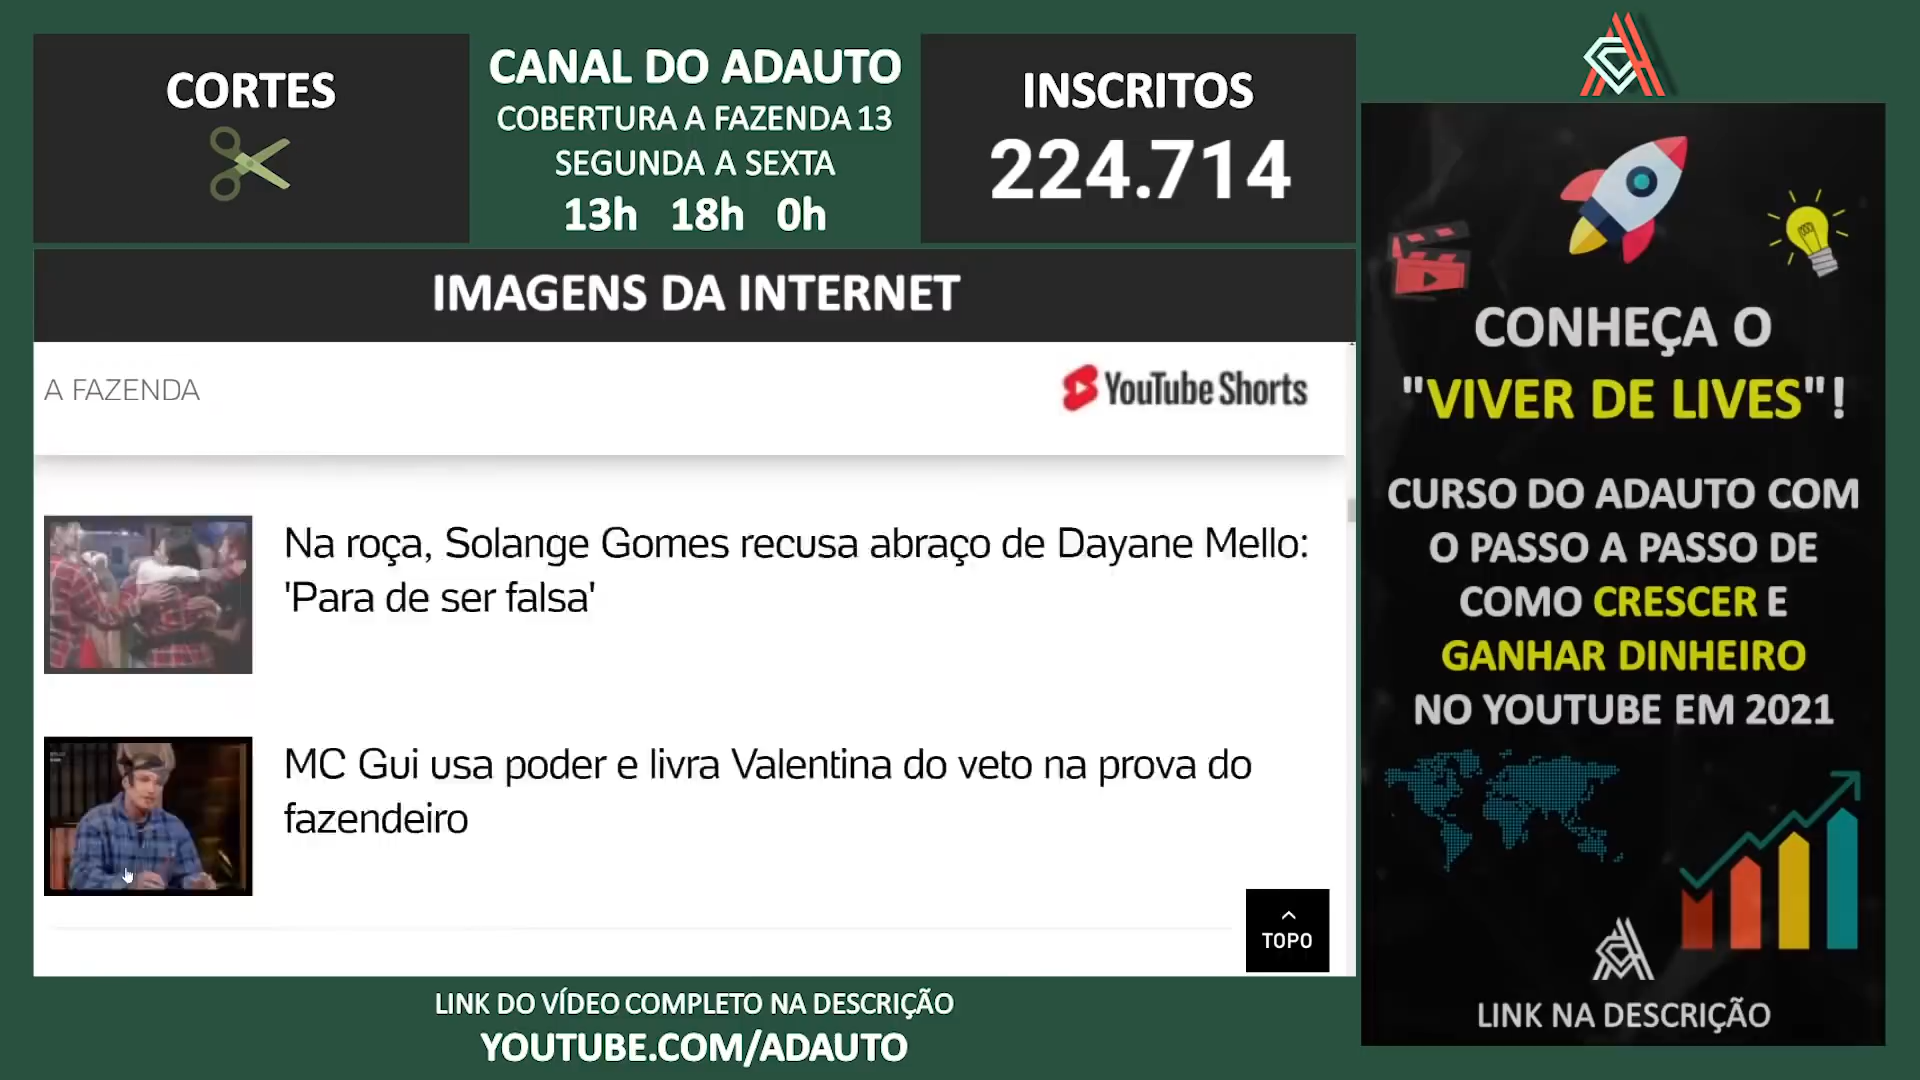 CORTES
CANAL DO ADAUTO
COBERTURA A FAZENDA 13
SEGUNDA A SEXTA
13h 18h 0h
INSCRITOS
224.714
IMAGENS DA INTERNET
A FAZENDA
YouTube Shorts
Na roça, Solange Gomes recusa abraço de Dayane Mello:
'Para de ser falsa'
MC Gui usa poder e livra Valentina do veto na prova do
fazendeiro
TOPO
LINK DO VÍDEO COMPLETO NA DESCRIÇÃO
YOUTUBE.COM/ADAUTO
CONHEÇA O
"VIVER DE LIVES"!
CURSO DO ADAUTO COM
O PASSO A PASSO DE
COMO CRESCER E
GANHAR DINHEIRO
NO YOUTUBE EM 2021
LINK NA DESCRIÇÃO